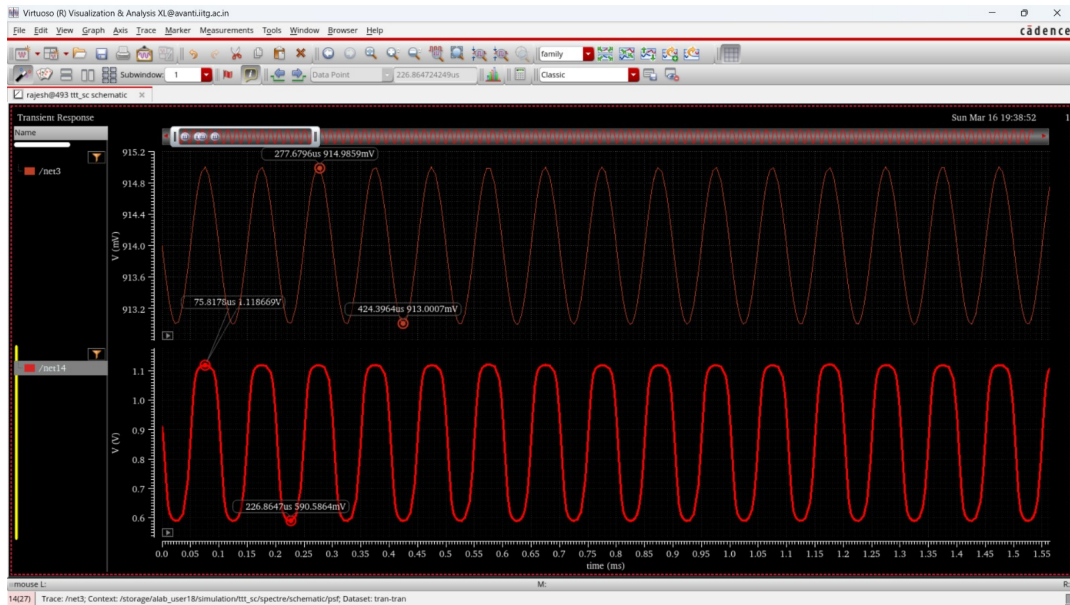 Virtuoso (R) Visualization & Analysis XL@avanti.iitg.ac.in
File Edit View Graph Axis Trace Marker Measurements Tools Window Browser Help
cādence
family
Subwindow: 1
Data Point
226.864724249us
Classic
rajesh@493 ttt_sc schematic
Transient Response
Sun Mar 16 19:38:52
1
Name
/net3
915.2
914.8
914.4
914.0
913.6
913.2
V (mV)
277.6796us 914.9859mV
75.8178us 1.118669V
424.3964us 913.0007mV
/net14
1.1
1.0
0.9
0.8
0.7
0.6
V (V)
226.8647us 590.5864mV
0.0 0.05 0.1 0.15 0.2 0.25 0.3 0.35 0.4 0.45 0.5 0.55 0.6 0.65 0.7 0.75 0.8 0.85 0.9 0.95 1.0 1.05 1.1 1.15 1.2 1.25 1.3 1.35 1.4 1.45 1.5 1.55
time (ms)
mouse L:
M:
R:
14(27) Trace: /net3; Context: /storage/alab_user18/simulation/ttt_sc/spectre/schematic/psf; Dataset: tran-tran